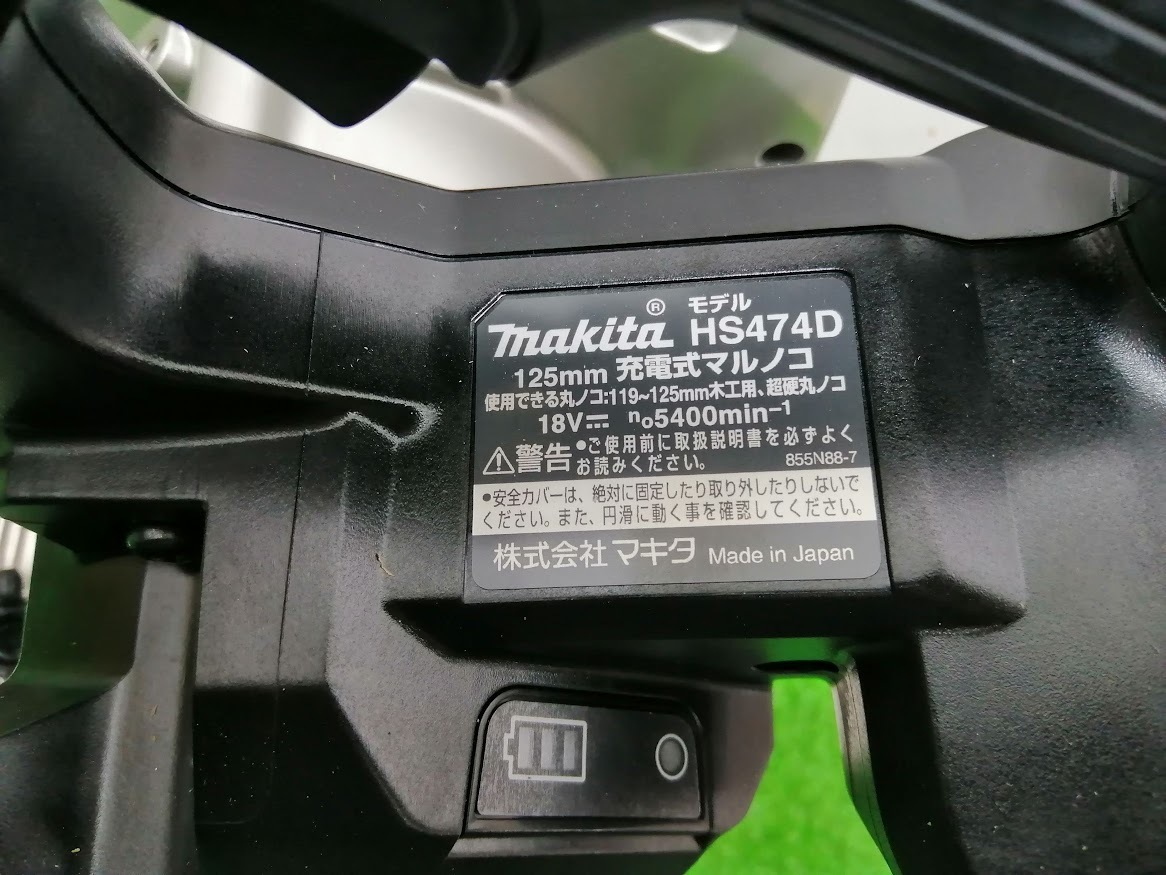 makita® モデル HS474D
125mm 充電式マルノコ
使用できる丸ノコ:119~125mm木工用、超硬丸ノコ
18V⎓ n₀5400min⁻¹
⚠警告 •ご使用前に取扱説明書を必ずよく
お読みください。 855N88-7
•安全カバーは、絶対に固定したり取り外したりしないで
ください。また、円滑に動く事を確認してください。
株式会社 マキタ Made in Japan